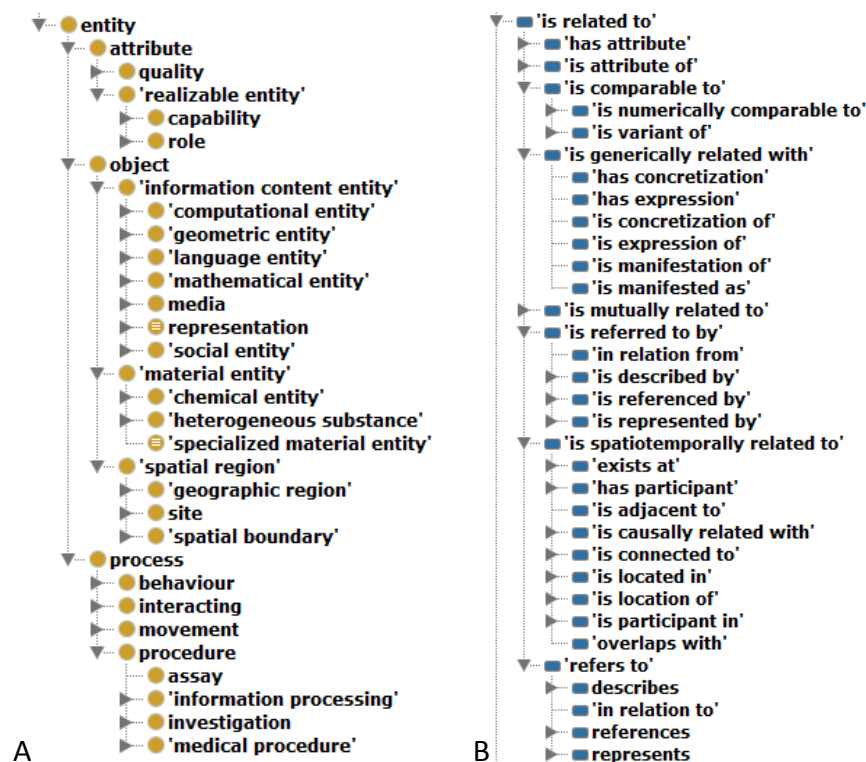 entity
attribute
quality
'realizable entity'
capability
role
object
'information content entity'
'computational entity'
'geometric entity'
'language entity'
'mathematical entity'
media
representation
'social entity'
'material entity'
'chemical entity'
'heterogeneous substance'
'specialized material entity'
'spatial region'
'geographic region'
site
'spatial boundary'
process
behaviour
interacting
movement
procedure
assay
'information processing'
investigation
'medical procedure'
A
'is related to'
'has attribute'
'is attribute of'
'is comparable to'
'is numerically comparable to'
'is variant of'
'is generically related with'
'has concretization'
'has expression'
'is concretization of'
'is expression of'
'is manifestation of'
'is manifested as'
'is mutually related to'
'is referred to by'
'in relation from'
'is described by'
'is referenced by'
'is represented by'
'is spatiotemporally related to'
'exists at'
'has participant'
'is adjacent to'
'is causally related with'
'is connected to'
'is located in'
'is location of'
'is participant in'
'overlaps with'
'refers to'
describes
'in relation to'
references
represents
B